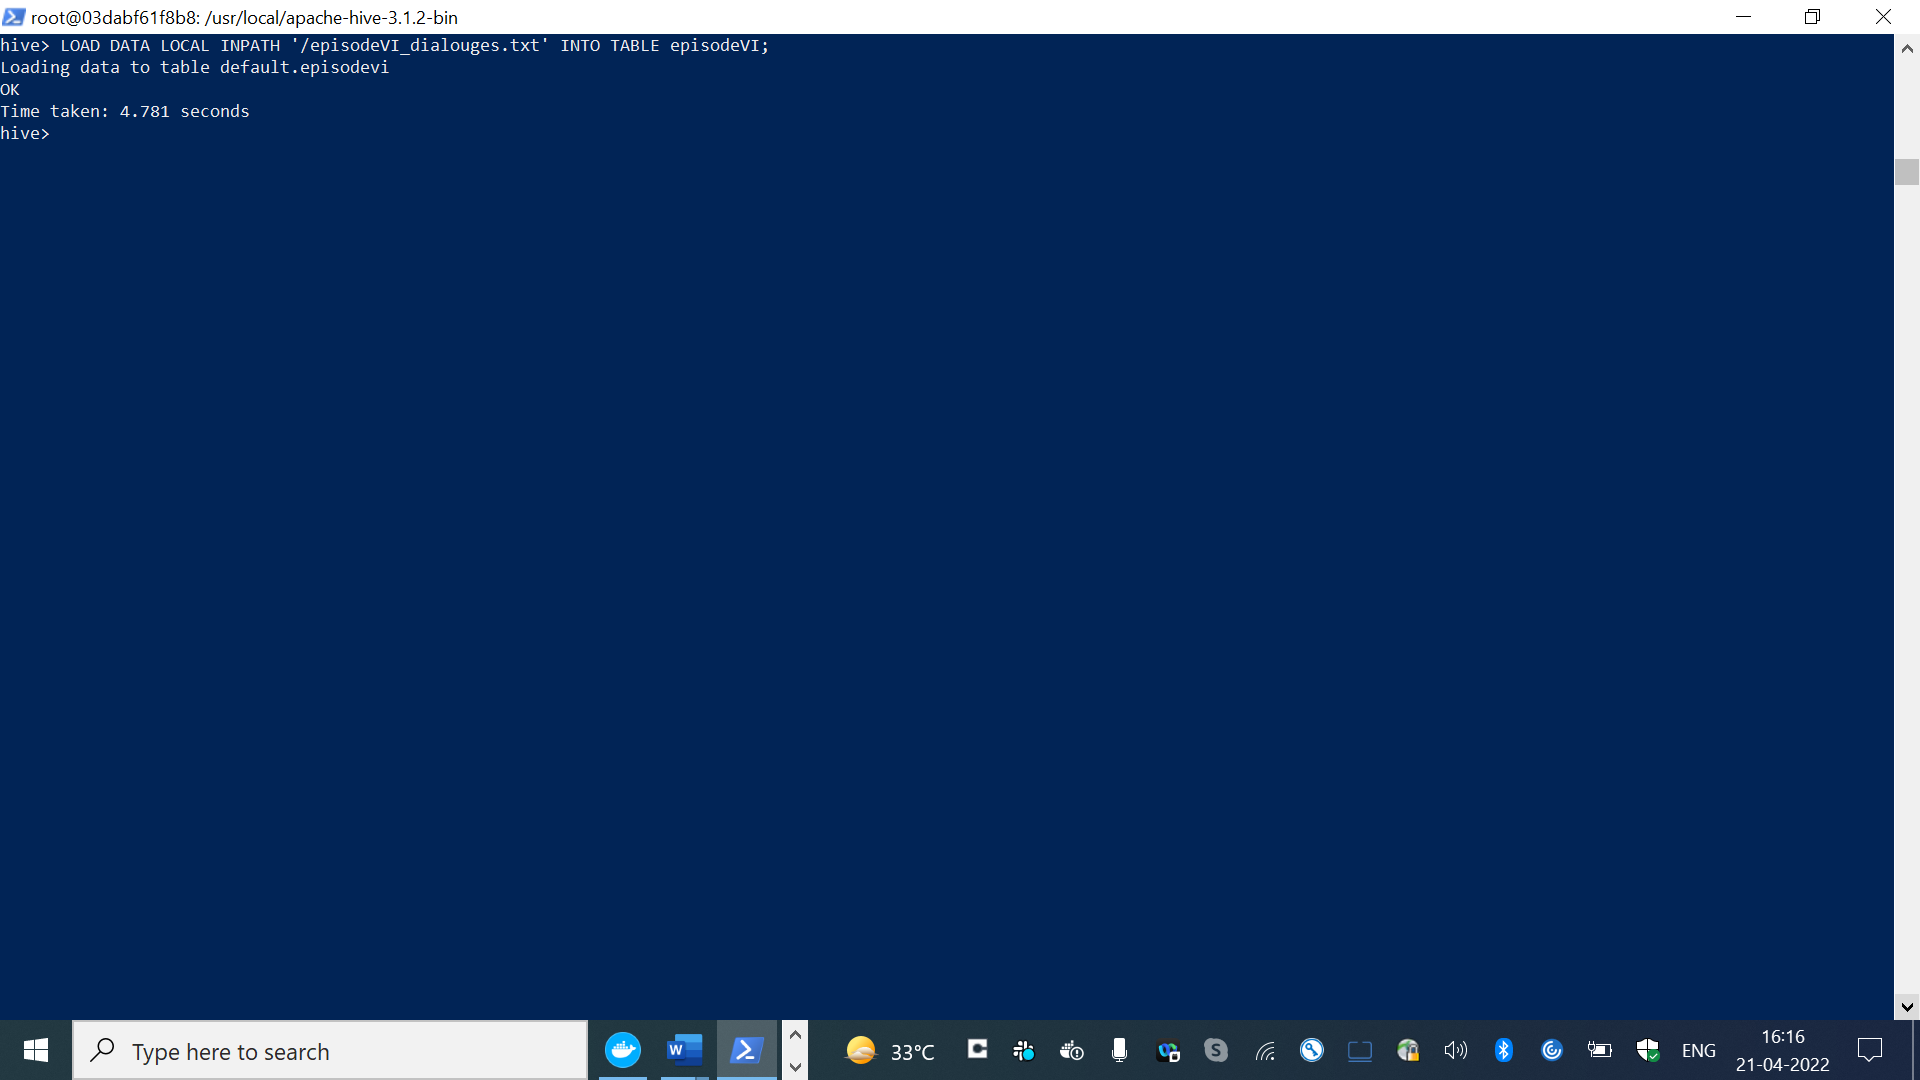 root@03dabf61f8b8: /usr/local/apache-hive-3.1.2-bin
hive> LOAD DATA LOCAL INPATH '/episodeVI_dialouges.txt' INTO TABLE episodeVI;
Loading data to table default.episodevi
OK
Time taken: 4.781 seconds
hive>
Type here to search
33°C
ENG
16:16
21-04-2022